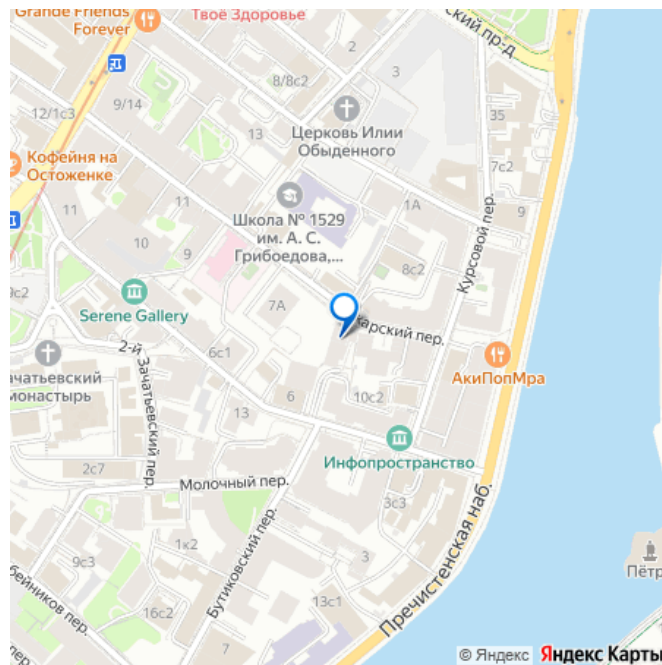 Grande Friends
Forever
Твоё Здоровье
ский пр-д
8/8с2
3
12/1с3
9/14
13
Церковь Илии
Обыденного
35
7с2
Кофейня на
Остоженке
11
11
Школа № 1529
им. А. С.
Грибоедова,...
1А
9
10
9
8с2
Курсовой пер.
9с2
7А
Serene Gallery
карский пер.
2-й Зачатьевский пер.
6с1
ачатьевский
монастырь
АкиПопМра
6
10с2
13
Инфопространство
2с7
Молочный пер.
3с3
Пречистенская наб.
1к2
Бутиковский пер.
3
9с3
бейников пер.
Пётр
16с2
13с1
7
пер.
© Яндекс Яндекс Карты